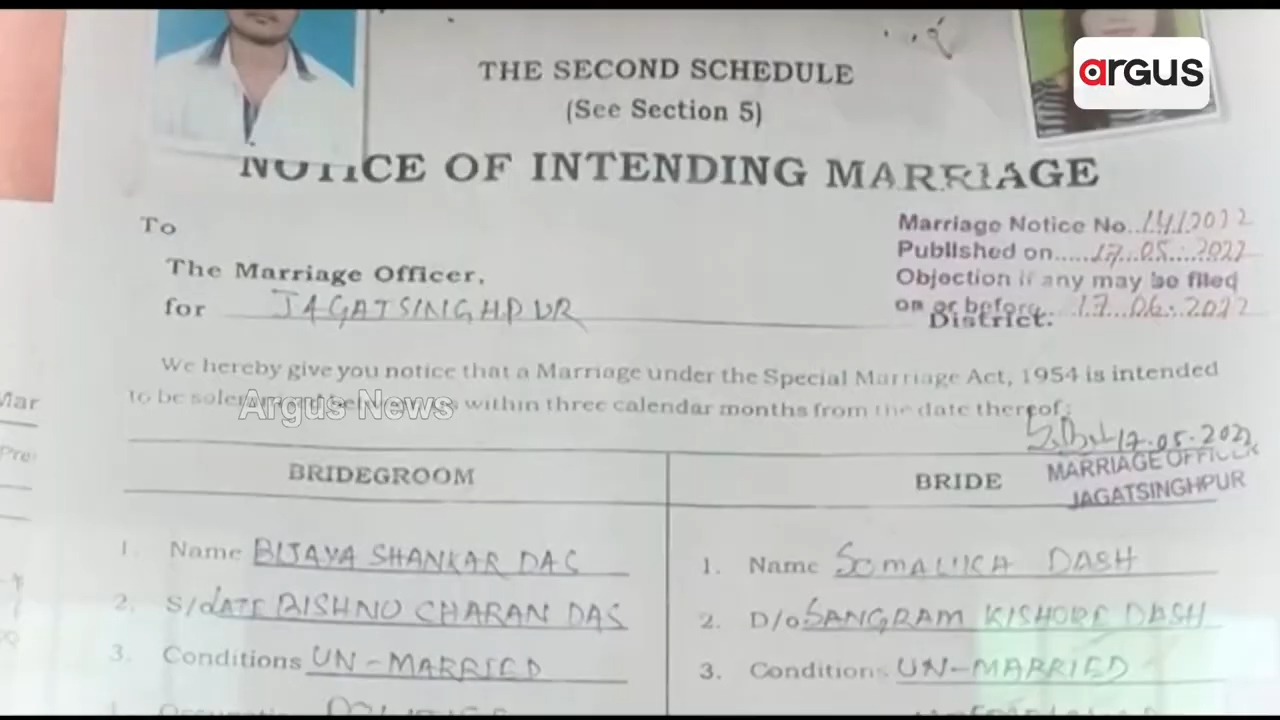 argus
THE SECOND SCHEDULE
(See Section 5)
NOTICE OF INTENDING MARRIAGE
To
Marriage Notice No. 141/2022
Published on......17.05.2022
The Marriage Officer,
Objection if any may be filed
for JAGATSINGHPUR
on or before 17.06.2022
District.
We hereby give you notice that a Marriage under the Special Marriage Act, 1954 is intended
to be within three calendar months from the date thereof:
Argus News
17.05.2022
MARRIAGE OFFICER
JAGATSINGHPUR
BRIDEGROOM BRIDE
1. Name BIJAYA SHANKAR DAS
1. Name SOMALIKA DASH
2. S/o LATE BISHNU CHARAN DAS
2. D/o SANGRAM KISHORE DASH
3. Conditions UN-MARRIED
3. Conditions UN-MARRIED
Mar
Pre